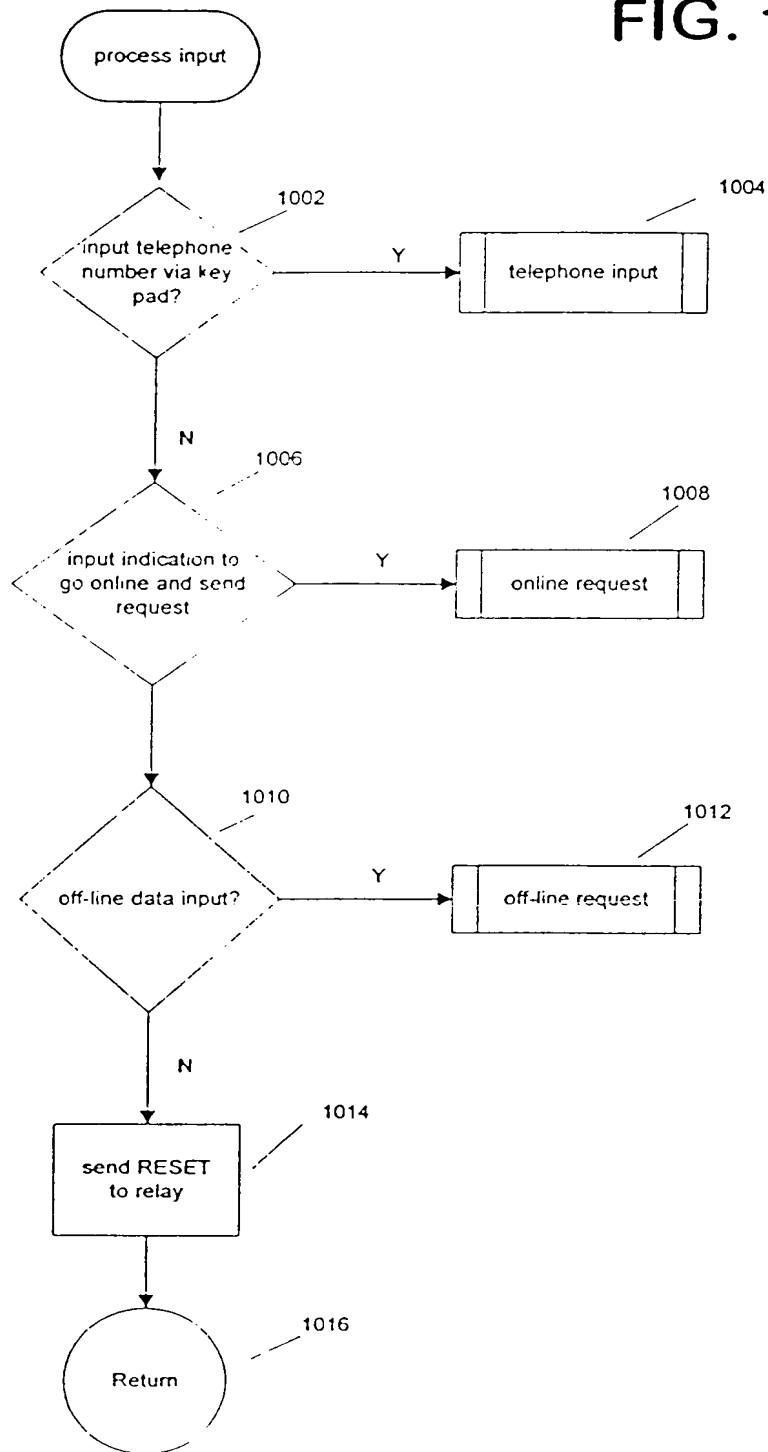 FIG. 1
process input
1002
1004
input telephone
number via key
pad?
Y
telephone input
N
1006
1008
input indication to
go online and send
request
Y
online request
1010
1012
off-line data input?
Y
off-line request
N
1014
send RESET
to relay
1016
Return